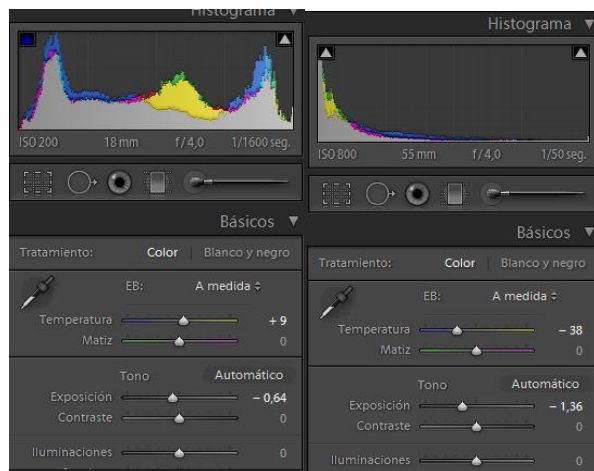 Histograma
ISO 200 18 mm f / 4,0 1/1600 seg.
Básicos
Tratamiento: Color Blanco y negro
EB: A medida
Temperatura + 9
Matiz 0
Tono Automático
Exposición − 0,64
Contraste 0
Iluminaciones 0
Histograma
ISO 800 55 mm f / 4,0 1/50 seg.
Básicos
Tratamiento: Color Blanco y negro
EB: A medida
Temperatura − 38
Matiz 0
Tono Automático
Exposición − 1,36
Contraste 0
Iluminaciones 0